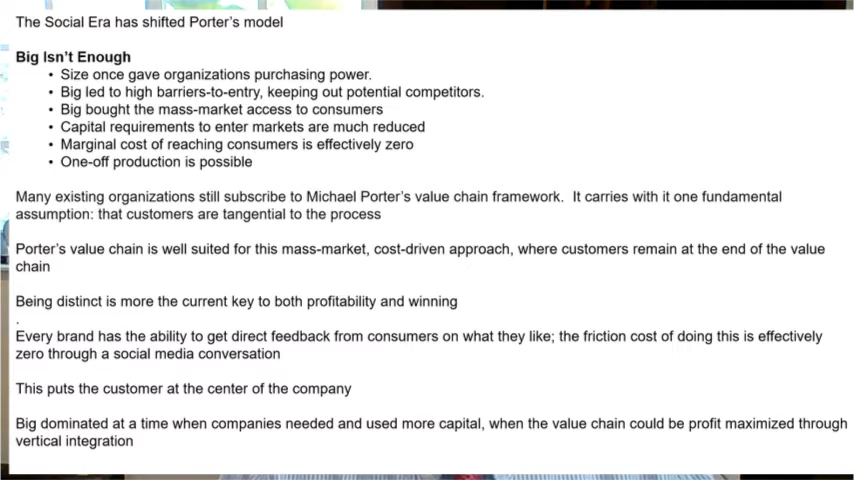 The Social Era has shifted Porter's model
Big Isn't Enough
• Size once gave organizations purchasing power.
• Big led to high barriers-to-entry, keeping out potential competitors.
• Big bought the mass-market access to consumers
• Capital requirements to enter markets are much reduced
• Marginal cost of reaching consumers is effectively zero
• One-off production is possible
Many existing organizations still subscribe to Michael Porter's value chain framework.  It carries with it one fundamental
assumption: that customers are tangential to the process
Porter's value chain is well suited for this mass-market, cost-driven approach, where customers remain at the end of the value
chain
Being distinct is more the current key to both profitability and winning
.
Every brand has the ability to get direct feedback from consumers on what they like; the friction cost of doing this is effectively
zero through a social media conversation
This puts the customer at the center of the company
Big dominated at a time when companies needed and used more capital, when the value chain could be profit maximized through
vertical integration